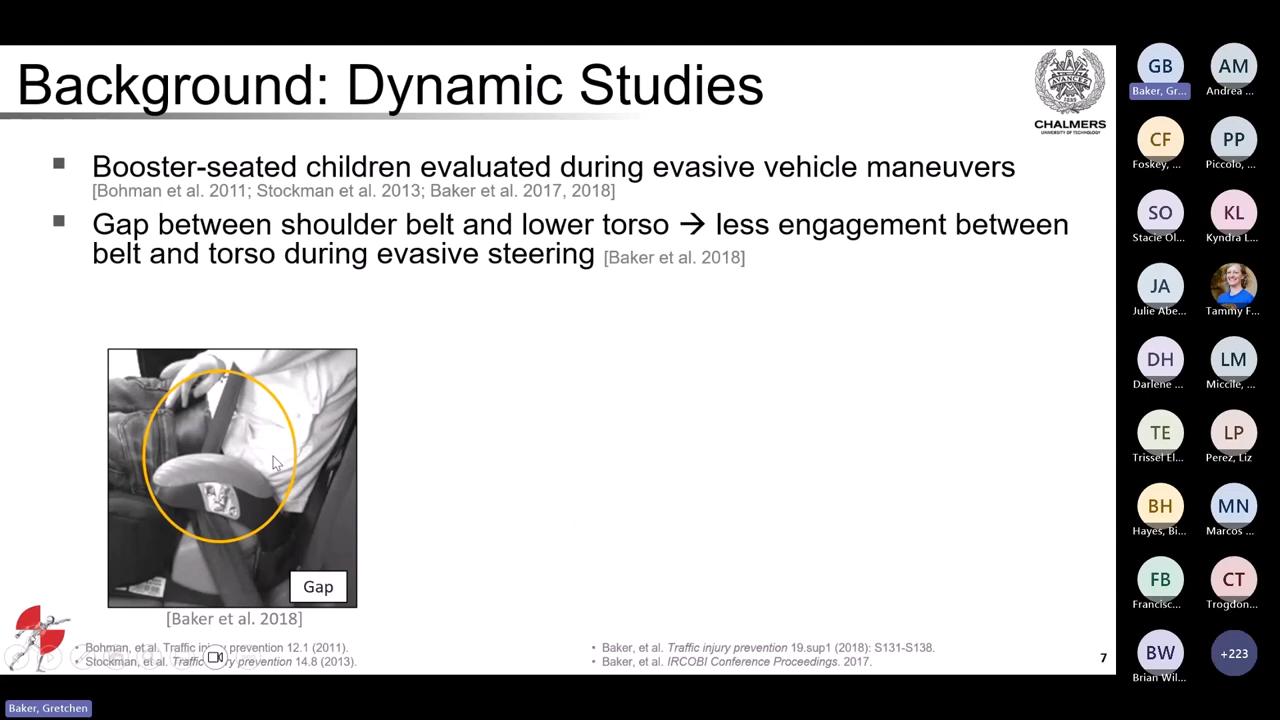 Background: Dynamic Studies
CHALMERS
UNIVERSITY OF TECHNOLOGY
Booster-seated children evaluated during evasive vehicle maneuvers
[Bohman et al. 2011; Stockman et al. 2013; Baker et al. 2017, 2018]
Gap between shoulder belt and lower torso → less engagement between
belt and torso during evasive steering [Baker et al. 2018]
Gap
[Baker et al. 2018]
• Bohman, et al. Traffic injury prevention 12.1 (2011).
Stockman, et al. Traffic injury prevention 14.8 (2013).
• Baker, et al. Traffic injury prevention 19.sup1 (2018): S131-S138.
• Baker, et al. IRCOBI Conference Proceedings. 2017.
7
GB
Baker, Gr...
AM
Andrea ...
CF
Foskey, ...
PP
Piccolo, ...
SO
Stacie Ol...
KL
Kyndra L...
JA
Julie Abe...
Tammy F...
DH
Darlene ...
LM
Miccile, ...
TE
Trissel El...
LP
Perez, Liz
BH
Hayes, Bi...
MN
Marcos ...
FB
Francisc...
CT
Trogdon...
BW
Brian Wil...
+223
Baker, Gretchen